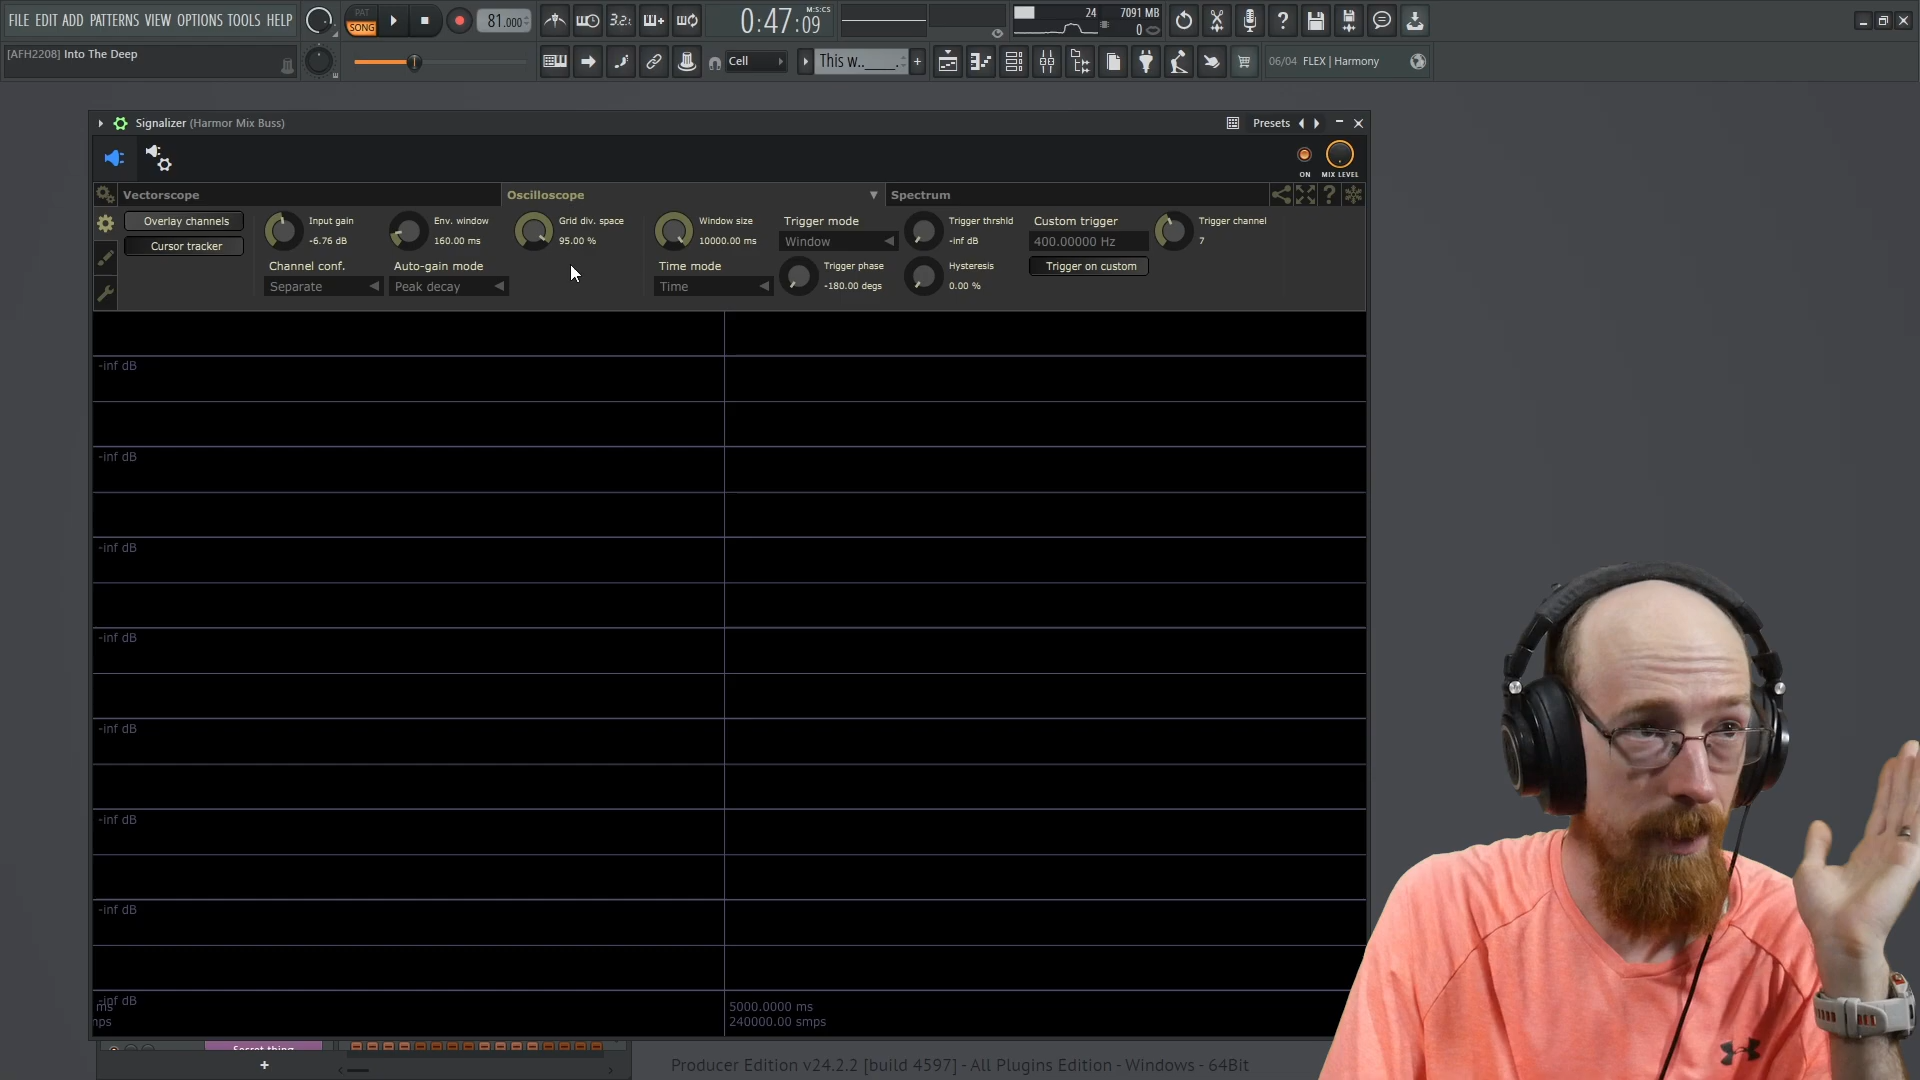 FILE EDIT ADD PATTERNS VIEW OPTIONS TOOLS HELP
PAT
SONG
81.000
3.2.
0:47:09
M:S:CS
24
7091 MB
0
[AFH2208] Into The Deep
Cell
This w..____.
06/04 FLEX | Harmony
Signalizer (Harmor Mix Buss)
Presets
ON
MIX LEVEL
Vectorscope
Oscilloscope
Spectrum
Overlay channels
Cursor tracker
Input gain
-6.76 dB
Env. window
160.00 ms
Grid div. space
95.00 %
Channel conf.
Separate
Auto-gain mode
Peak decay
Window size
10000.00 ms
Time mode
Time
Trigger mode
Window
Trigger phase
-180.00 degs
Trigger thrshld
-inf dB
Hysteresis
0.00 %
Custom trigger
400.00000 Hz
Trigger on custom
Trigger channel
7
-inf dB
-inf dB
-inf dB
-inf dB
-inf dB
-inf dB
-inf dB
-inf dB
ms
5000.0000 ms
240000.00 smps
Secret thing
Producer Edition v24.2.2 [build 4597] - All Plugins Edition - Windows - 64Bit